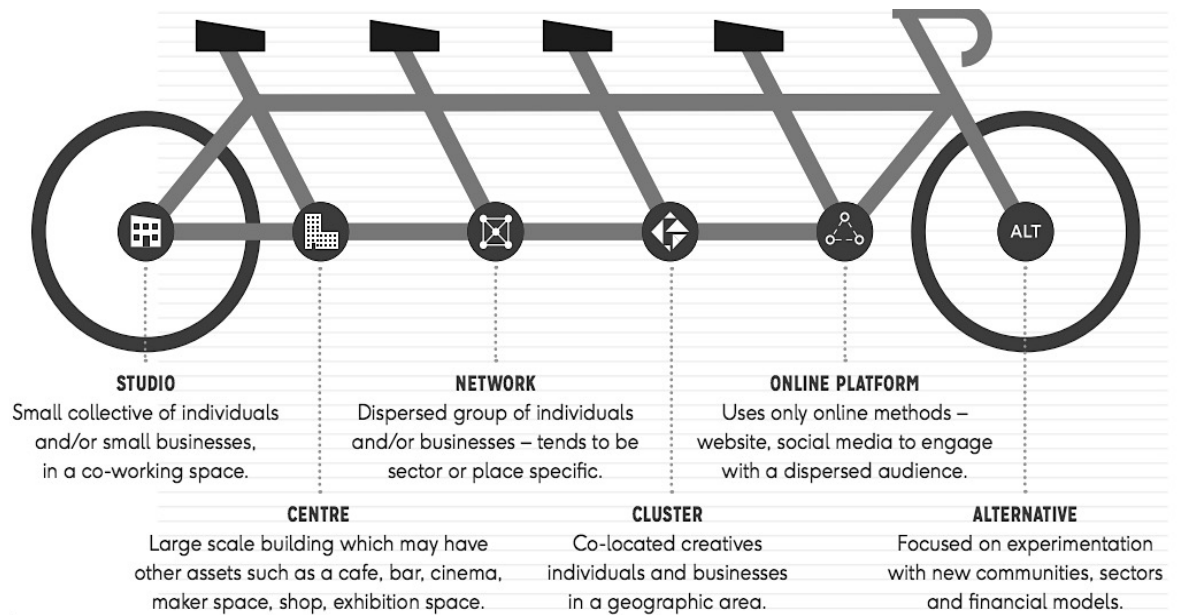 ALT
STUDIO
Small collective of individuals
and/or small businesses,
in a co-working space.
NETWORK
Dispersed group of individuals
and/or businesses – tends to be
sector or place specific.
ONLINE PLATFORM
Uses only online methods –
website, social media to engage
with a dispersed audience.
CENTRE
Large scale building which may have
other assets such as a cafe, bar, cinema,
maker space, shop, exhibition space.
CLUSTER
Co-located creatives
individuals and businesses
in a geographic area.
ALTERNATIVE
Focused on experimentation
with new communities, sectors
and financial models.